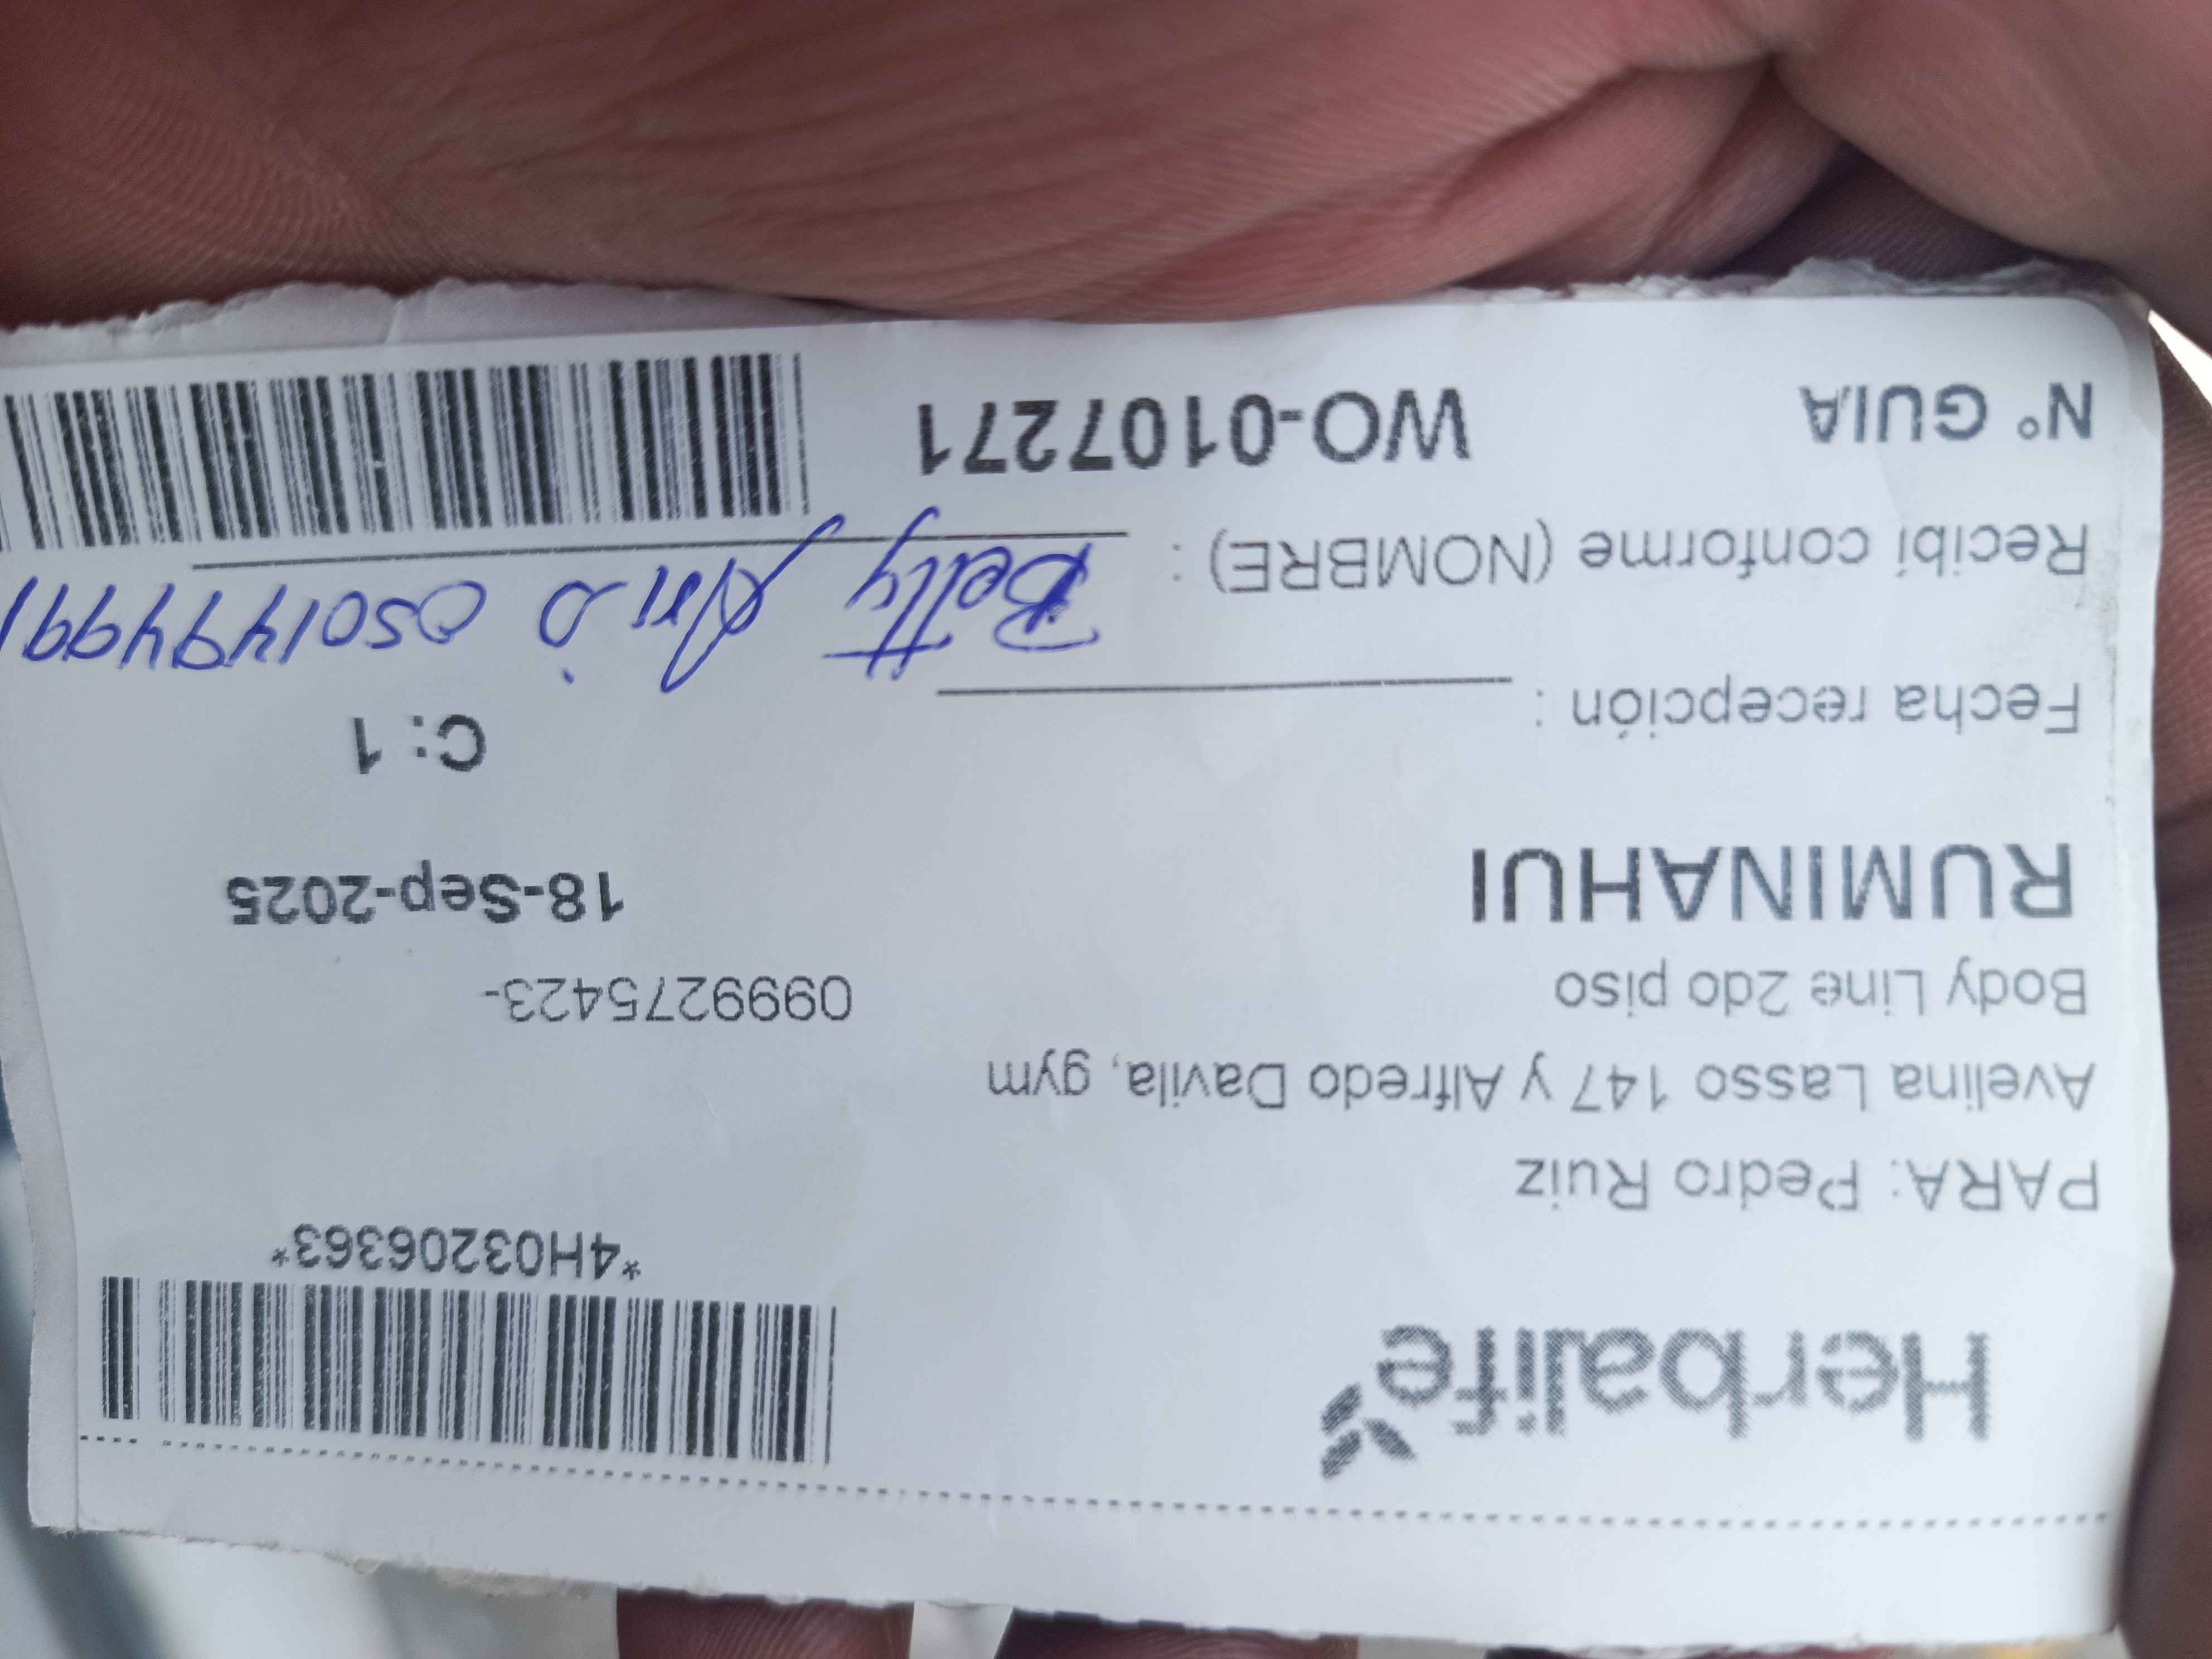 Herbalife
*4H03206363*
PARA: Pedro Ruiz
Avelina Lasso 147 y Alfredo Davila, gym
Body Line 2do piso
0999275423-
RUMINAHUI
18-Sep-2025
C: 1
Fecha recepción :
Recibí conforme (NOMBRE) : Betty
N° GUIA WO-0107271